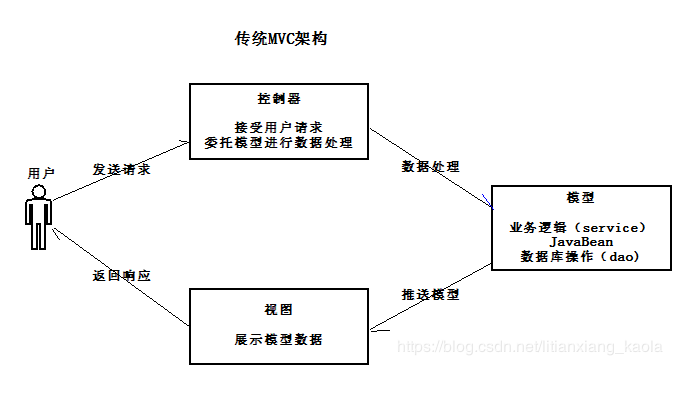 传统MVC架构
控制器
接受用户请求
委托模型进行数据处理
发送请求
数据处理
用户
模型
业务逻辑（service）
JavaBean
数据库操作（dao）
返回响应
推送模型
视图
展示模型数据
https://blog.csdn.net/litianxiang_kaola